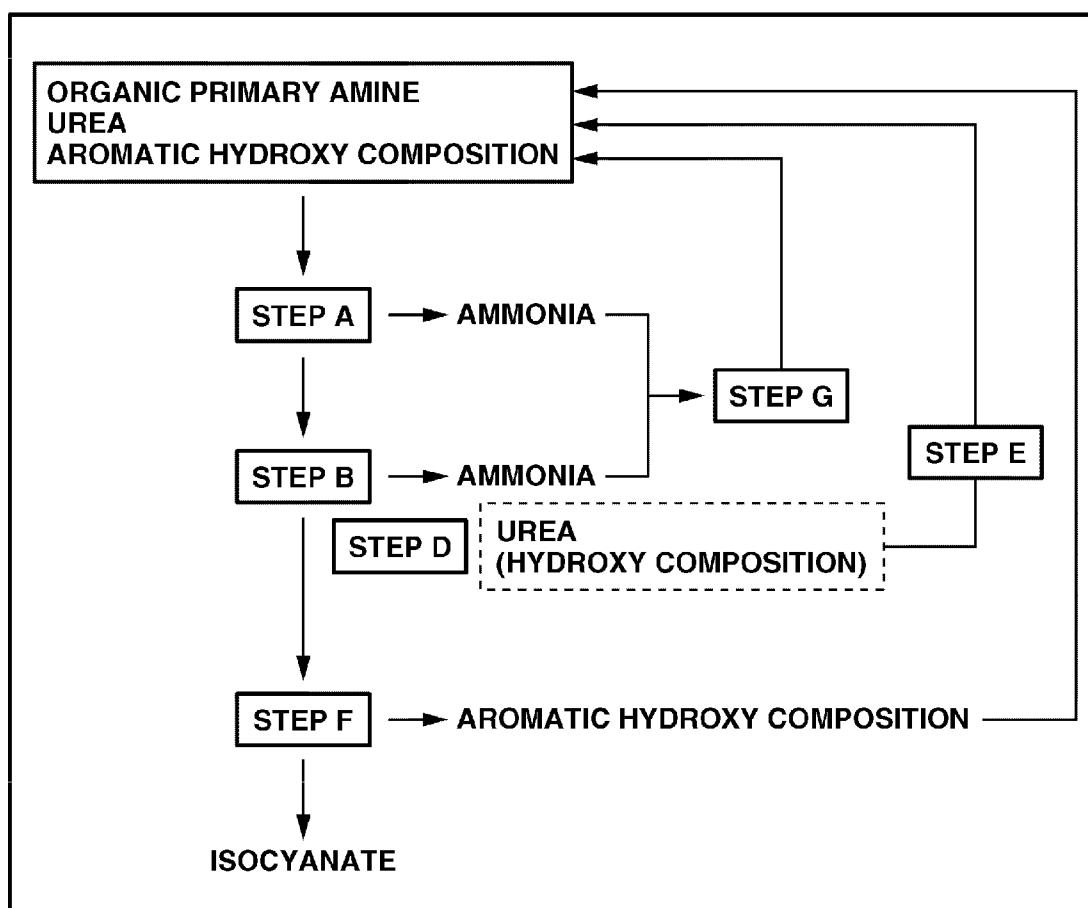 ORGANIC PRIMARY AMINE
UREA
AROMATIC HYDROXY COMPOSITION
STEP A
AMMONIA
STEP G
STEP E
STEP B
AMMONIA
STEP D
UREA
(HYDROXY COMPOSITION)
STEP F
AROMATIC HYDROXY COMPOSITION
ISOCYANATE